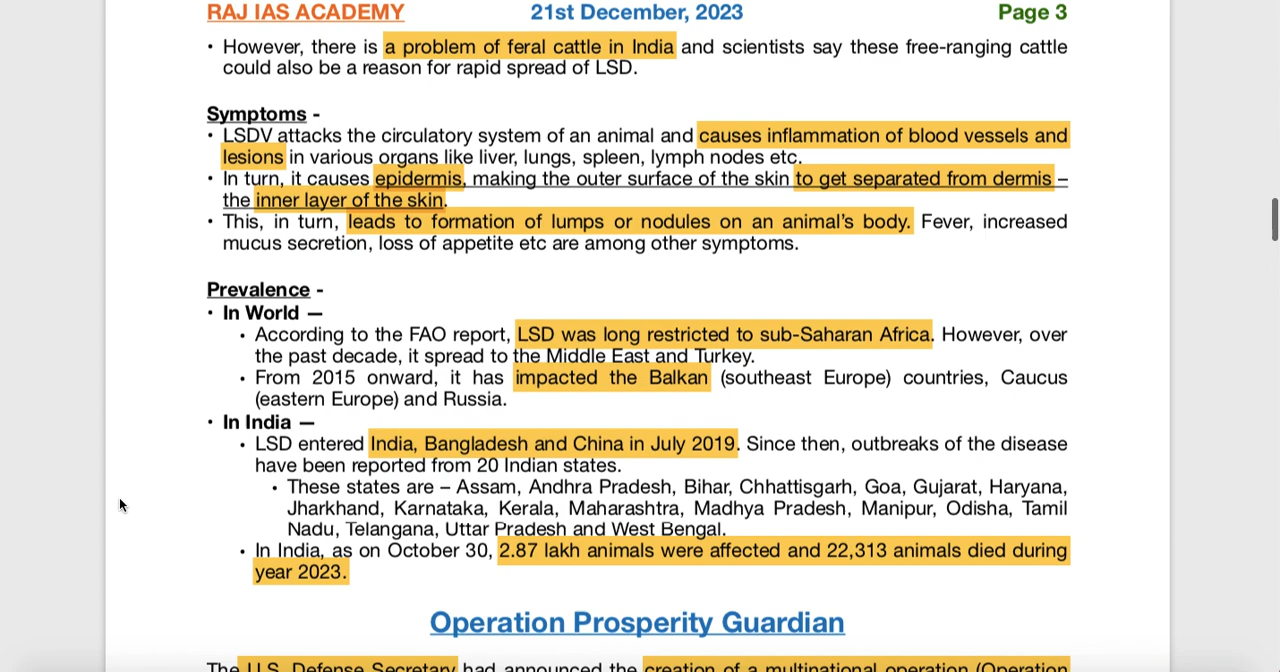 RAJ IAS ACADEMY 21st December, 2023 Page 3
• However, there is a problem of feral cattle in India and scientists say these free-ranging cattle
could also be a reason for rapid spread of LSD.
Symptoms -
• LSDV attacks the circulatory system of an animal and causes inflammation of blood vessels and
lesions in various organs like liver, lungs, spleen, lymph nodes etc.
• In turn, it causes epidermis, making the outer surface of the skin to get separated from dermis –
the inner layer of the skin.
• This, in turn, leads to formation of lumps or nodules on an animal's body. Fever, increased
mucus secretion, loss of appetite etc are among other symptoms.
Prevalence -
• In World —
• According to the FAO report, LSD was long restricted to sub-Saharan Africa. However, over
the past decade, it spread to the Middle East and Turkey.
• From 2015 onward, it has impacted the Balkan (southeast Europe) countries, Caucus
(eastern Europe) and Russia.
• In India —
• LSD entered India, Bangladesh and China in July 2019. Since then, outbreaks of the disease
have been reported from 20 Indian states.
• These states are – Assam, Andhra Pradesh, Bihar, Chhattisgarh, Goa, Gujarat, Haryana,
Jharkhand, Karnataka, Kerala, Maharashtra, Madhya Pradesh, Manipur, Odisha, Tamil
Nadu, Telangana, Uttar Pradesh and West Bengal.
• In India, as on October 30, 2.87 lakh animals were affected and 22,313 animals died during
year 2023.
Operation Prosperity Guardian
The U.S. Defense Secretary had announced the creation of a multinational operation (Operation